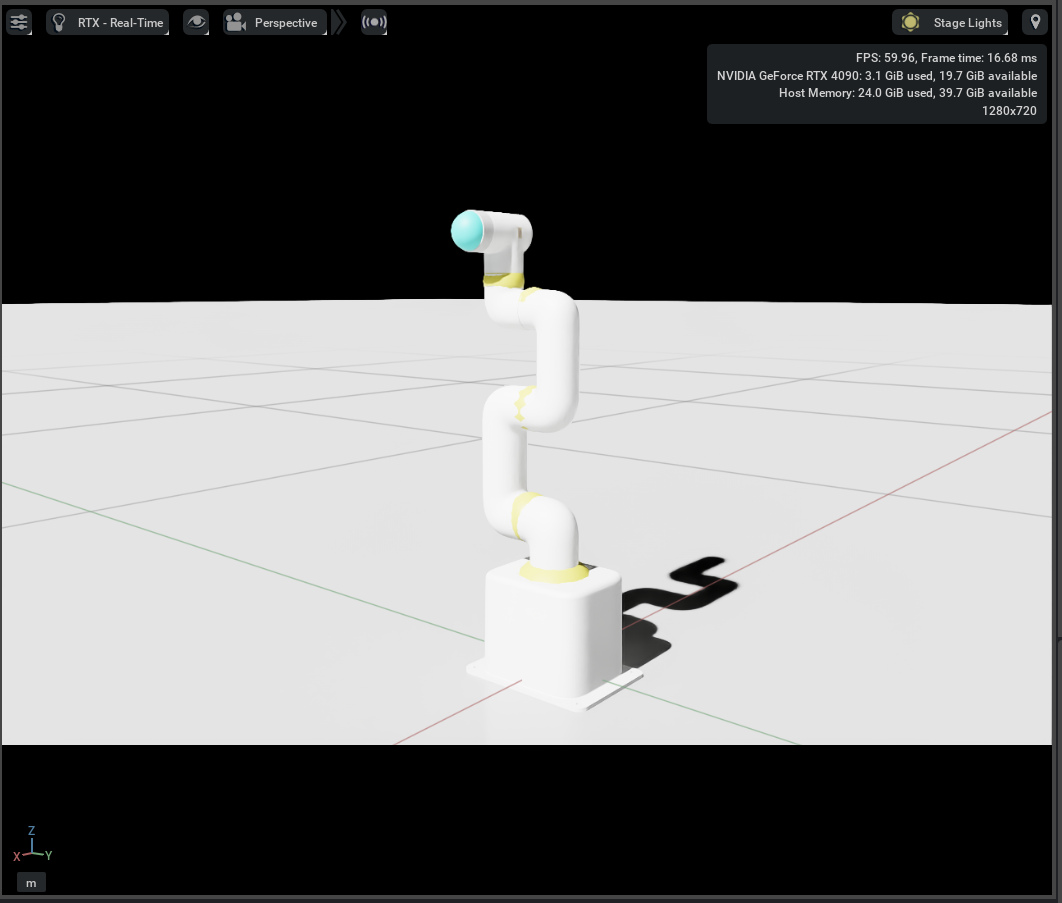 RTX - Real-Time
Perspective
Stage Lights
FPS: 59.96, Frame time: 16.68 ms
NVIDIA GeForce RTX 4090: 3.1 GiB used, 19.7 GiB available
Host Memory: 24.0 GiB used, 39.7 GiB available
1280x720
Z
X
Y
m